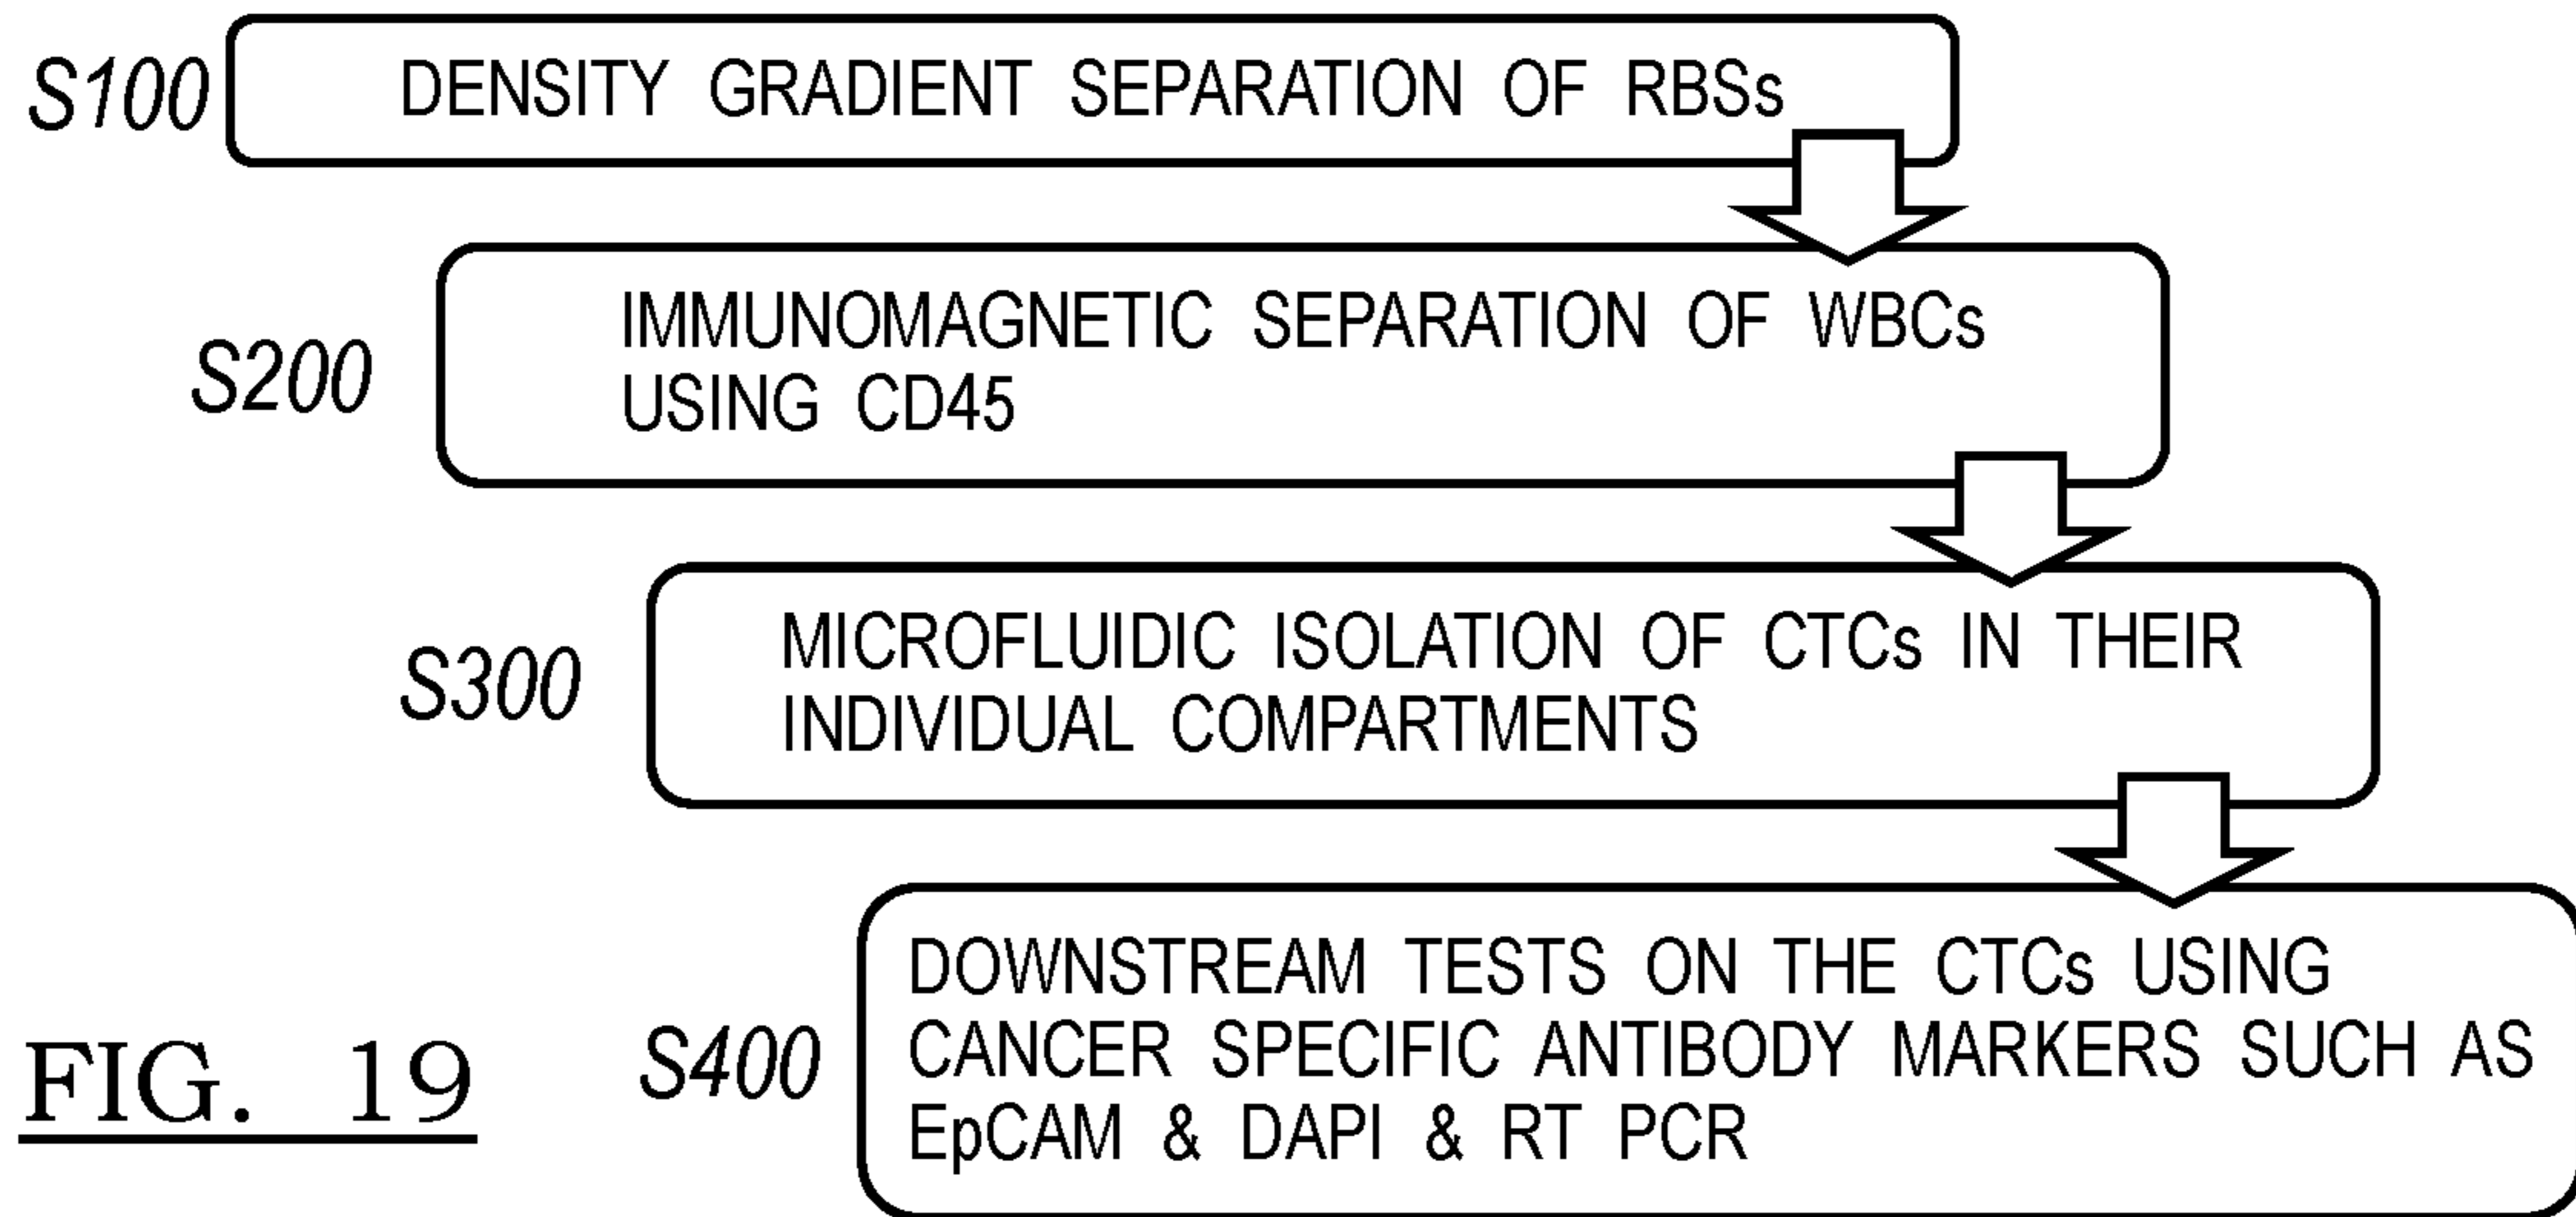 S100
DENSITY GRADIENT SEPARATION OF RBSs
S200
IMMUNOMAGNETIC SEPARATION OF WBCs
USING CD45
S300
MICROFLUIDIC ISOLATION OF CTCs IN THEIR
INDIVIDUAL COMPARTMENTS
S400
DOWNSTREAM TESTS ON THE CTCs USING
CANCER SPECIFIC ANTIBODY MARKERS SUCH AS
EpCAM & DAPI & RT PCR
FIG. 19